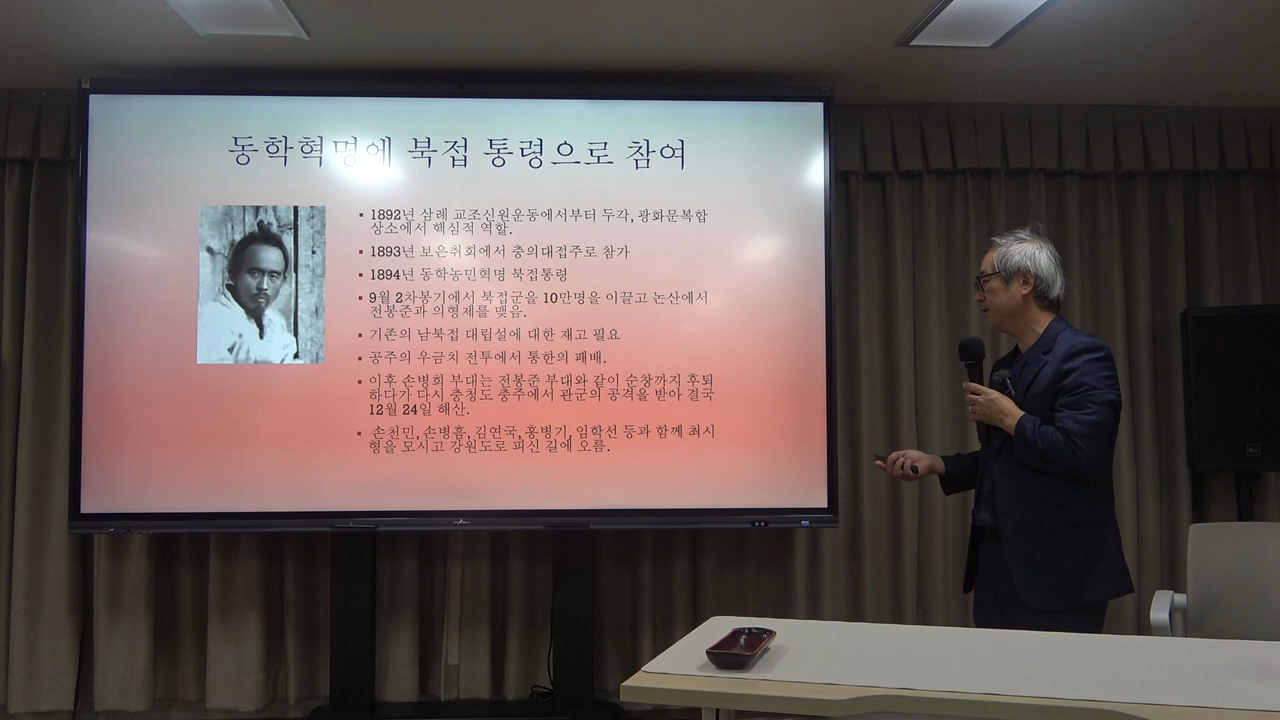 동학혁명에 북접 통령으로 참여
▪ 1892년 삼례 교조신원운동에서부터 두각, 광화문복합
상소에서 핵심적 역할.
▪ 1893년 보은취회에서 충의대접주로 참가
▪ 1894년 동학농민혁명 북접통령
▪ 9월 2차봉기에서 북접군을 10만명을 이끌고 논산에서
전봉준과 의형제를 맺음.
▪ 기존의 남북접 대립설에 대한 재고 필요
▪ 공주의 우금치 전투에서 통한의 패배.
▪ 이후 손병희 부대는 전봉준 부대와 같이 순창까지 후퇴
하다가 다시 충청도 충주에서 관군의 공격을 받아 결국
12월 24일 해산.
▪ 손천민, 손병흠, 김연국, 홍병기, 임학선 등과 함께 최시
형을 모시고 강원도로 피신 길에 오름.